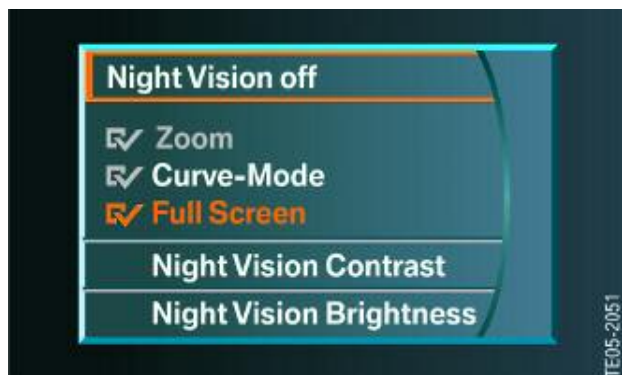 Night Vision off
Zoom
Curve-Mode
Full Screen
Night Vision Contrast
Night Vision Brightness
TE05-2051